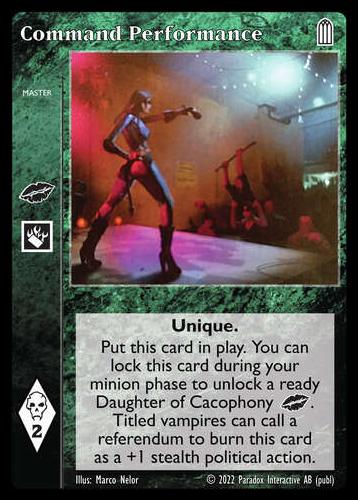 Command Performance
MASTER
Unique.
Put this card in play. You can
lock this card during your
minion phase to unlock a ready
Daughter of Cacophony .
Titled vampires can call a
referendum to burn this card
as a +1 stealth political action.
2
Illus: Marco Nelor © 2022 Paradox Interactive AB (publ)